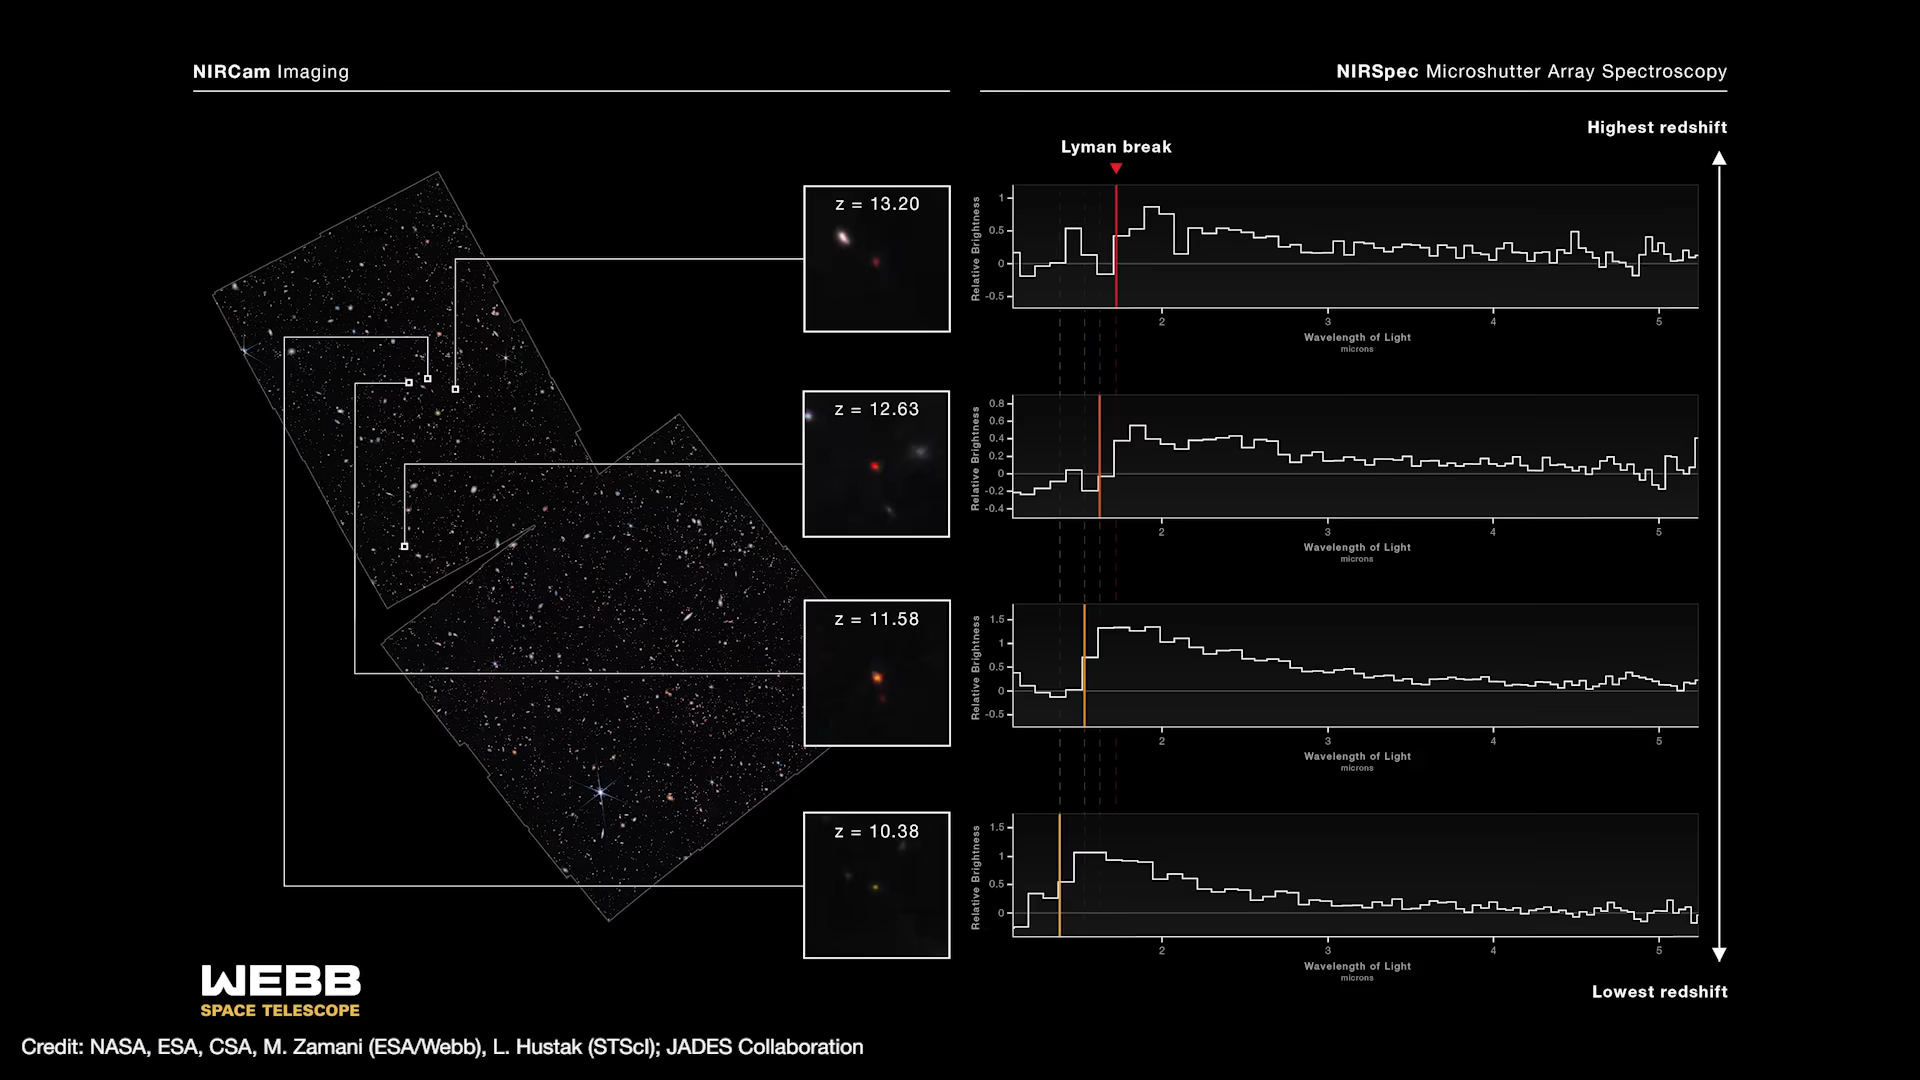 NIRCam Imaging
NIRSpec Microshutter Array Spectroscopy
Highest redshift
Lyman break
z = 13.20
Relative Brightness
1
0.5
0
-0.5
2 3 4 5
Wavelength of Light
microns
z = 12.63
Relative Brightness
0.8
0.6
0.4
0.2
0
-0.2
-0.4
2 3 4 5
Wavelength of Light
microns
z = 11.58
Relative Brightness
1.5
1
0.5
0
-0.5
2 3 4 5
Wavelength of Light
microns
z = 10.38
Relative Brightness
1.5
1
0.5
0
2 3 4 5
Wavelength of Light
microns
Lowest redshift
WEBB
SPACE TELESCOPE
Credit: NASA, ESA, CSA, M. Zamani (ESA/Webb), L. Hustak (STScI); JADES Collaboration